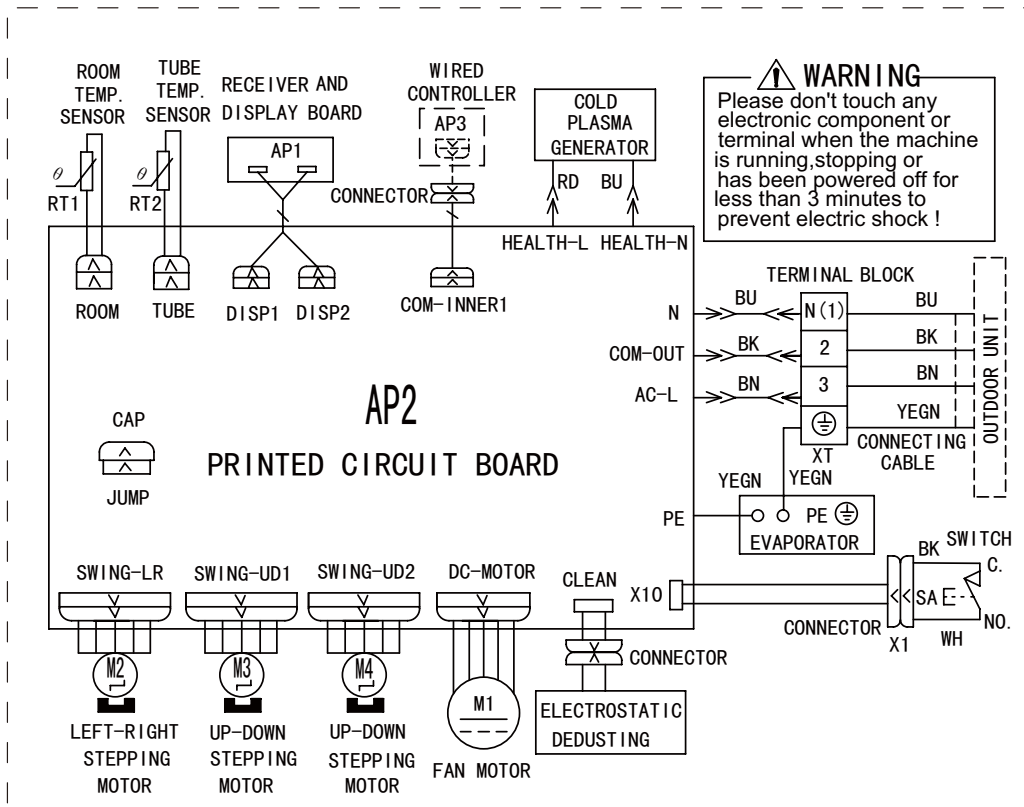 ROOM
TEMP.
SENSOR
TUBE
TEMP.
SENSOR
RECEIVER AND
DISPLAY BOARD
AP1
WIRED
CONTROLLER
AP3
CONNECTOR
COLD
PLASMA
GENERATOR
RD
BU
WARNING
Please don't touch any
electronic component or
terminal when the machine
is running,stopping or
has been powered off for
less than 3 minutes to
prevent electric shock !
θ
RT1
θ
RT2
HEALTH-L
HEALTH-N
ROOM
TUBE
DISP1
DISP2
COM-INNER1
TERMINAL BLOCK
N
BU
N(1)
BU
COM-OUT
BK
2
BK
AC-L
BN
3
BN
YEGN
XT
CONNECTING
CABLE
OUTDOOR UNIT
AP2
PRINTED CIRCUIT BOARD
CAP
JUMP
YEGN
YEGN
PE
PE
EVAPORATOR
SWING-LR
SWING-UD1
SWING-UD2
DC-MOTOR
CLEAN
X10
BK
SWITCH
C.
SA
NO.
CONNECTOR
X1
WH
CONNECTOR
M2
M3
M4
M1
LEFT-RIGHT
STEPPING
MOTOR
UP-DOWN
STEPPING
MOTOR
UP-DOWN
STEPPING
MOTOR
FAN MOTOR
ELECTROSTATIC
DEDUSTING